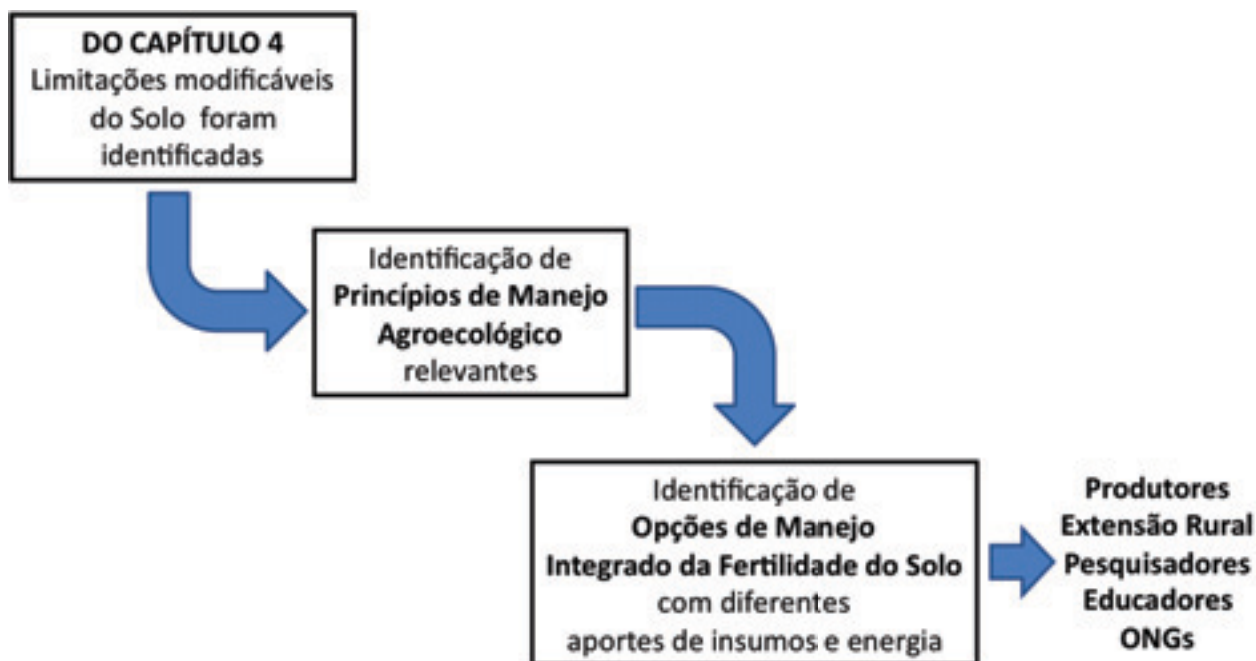 DO CAPÍTULO 4
Limitações modificáveis
do Solo foram
identificadas
Identificação de
Princípios de Manejo
Agroecológico
relevantes
Identificação de
Opções de Manejo
Integrado da Fertilidade do Solo
com diferentes
aportes de insumos e energia
Produtores
Extensão Rural
Pesquisadores
Educadores
ONGs